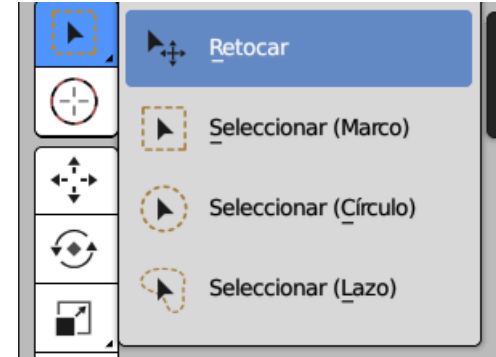 Retocar
Seleccionar (Marco)
Seleccionar (Círculo)
Seleccionar (Lazo)